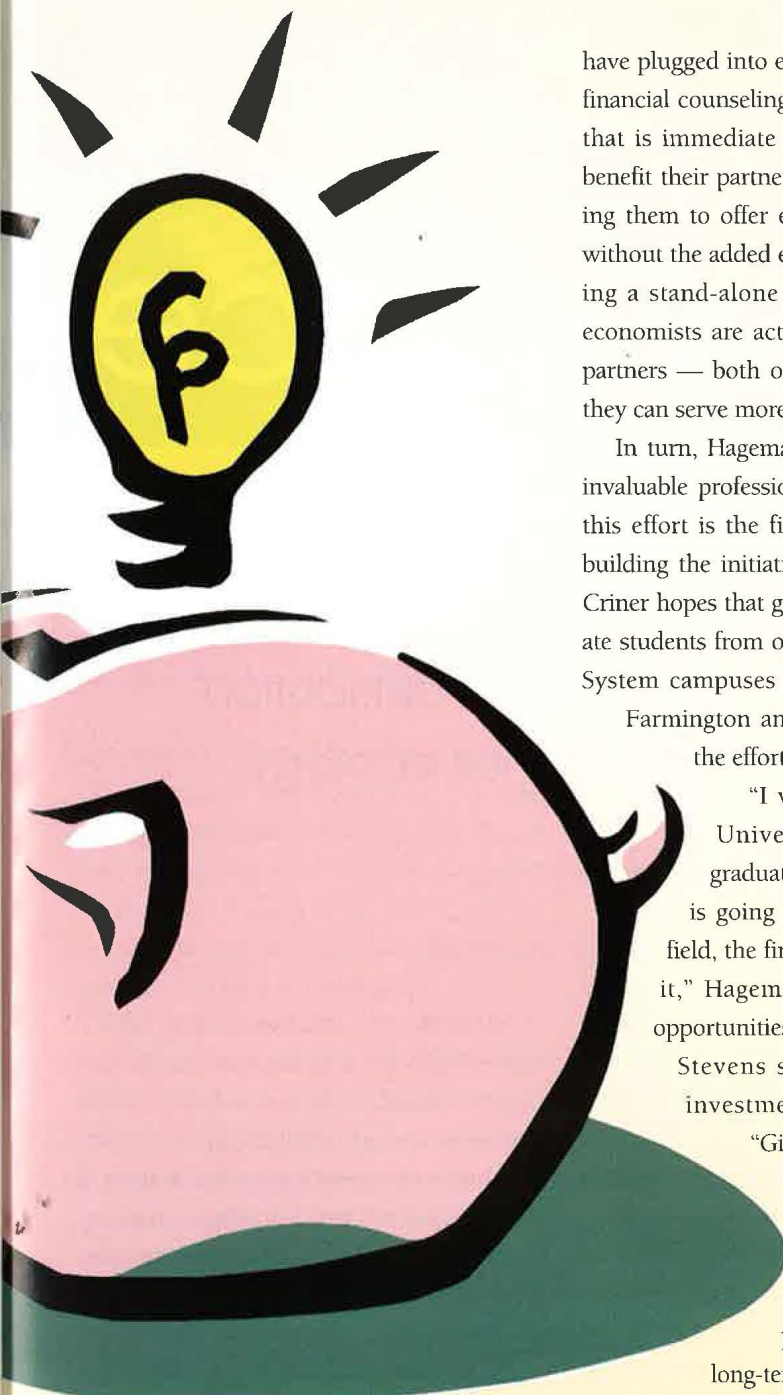 have plugged into e
financial counseling
that is immediate
benefit their partne
ing them to offer e
without the added e
ing a stand-alone
economists are act
partners — both o
they can serve more
In turn, Hagema
invaluable professio
this effort is the fi
building the initiati
Criner hopes that g
ate students from o
System campuses
Farmington an
the effort
“I v
Unive
graduat
is going
field, the fir
it,” Hagem
opportunities
Stevens s
investme
“Gi
long-te